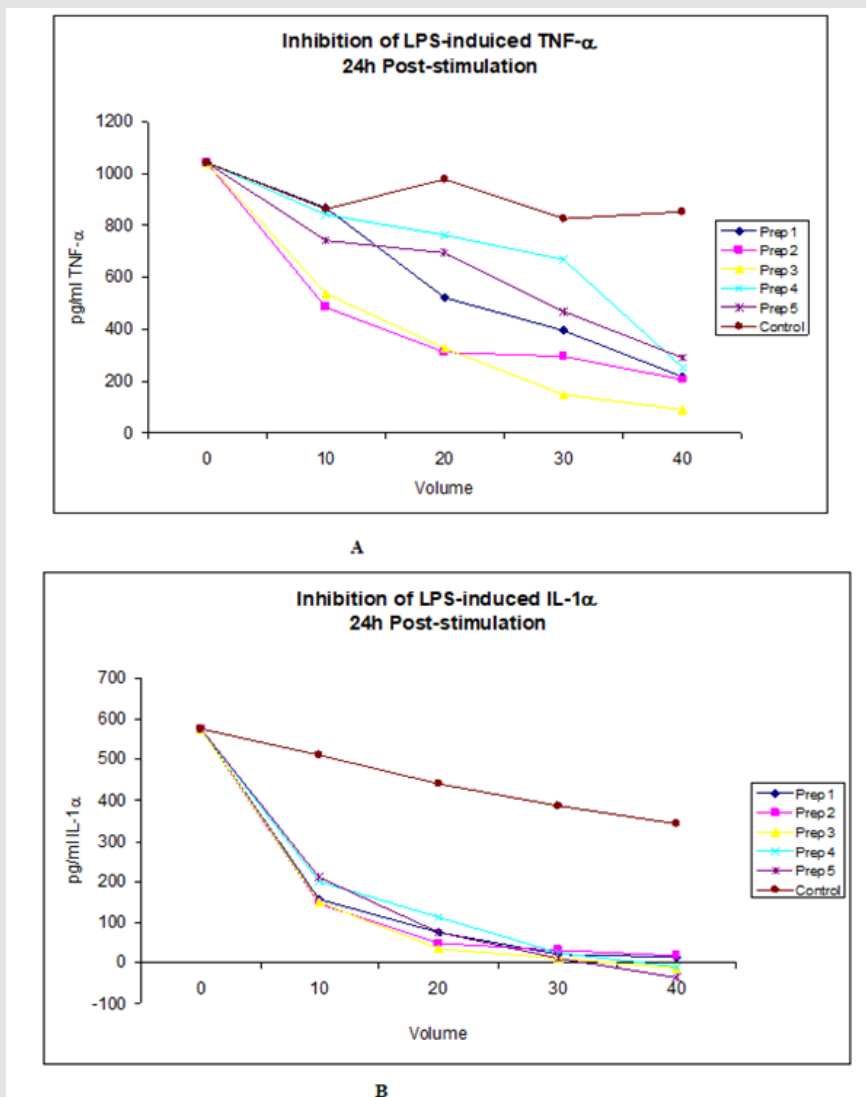 Inhibition of LPS-induiced TNF-α
24h Post-stimulation
1200
1000
800
600
400
200
0
pg/ml TNF-α
0 10 20 30 40
Volume
Prep 1
Prep 2
Prep 3
Prep 4
Prep 5
Control
A
Inhibition of LPS-induced IL-1α
24h Post-stimulation
700
600
500
400
300
200
100
0
-100
pg/ml IL-1α
0 10 20 30 40
Volume
Prep 1
Prep 2
Prep 3
Prep 4
Prep 5
Control
B